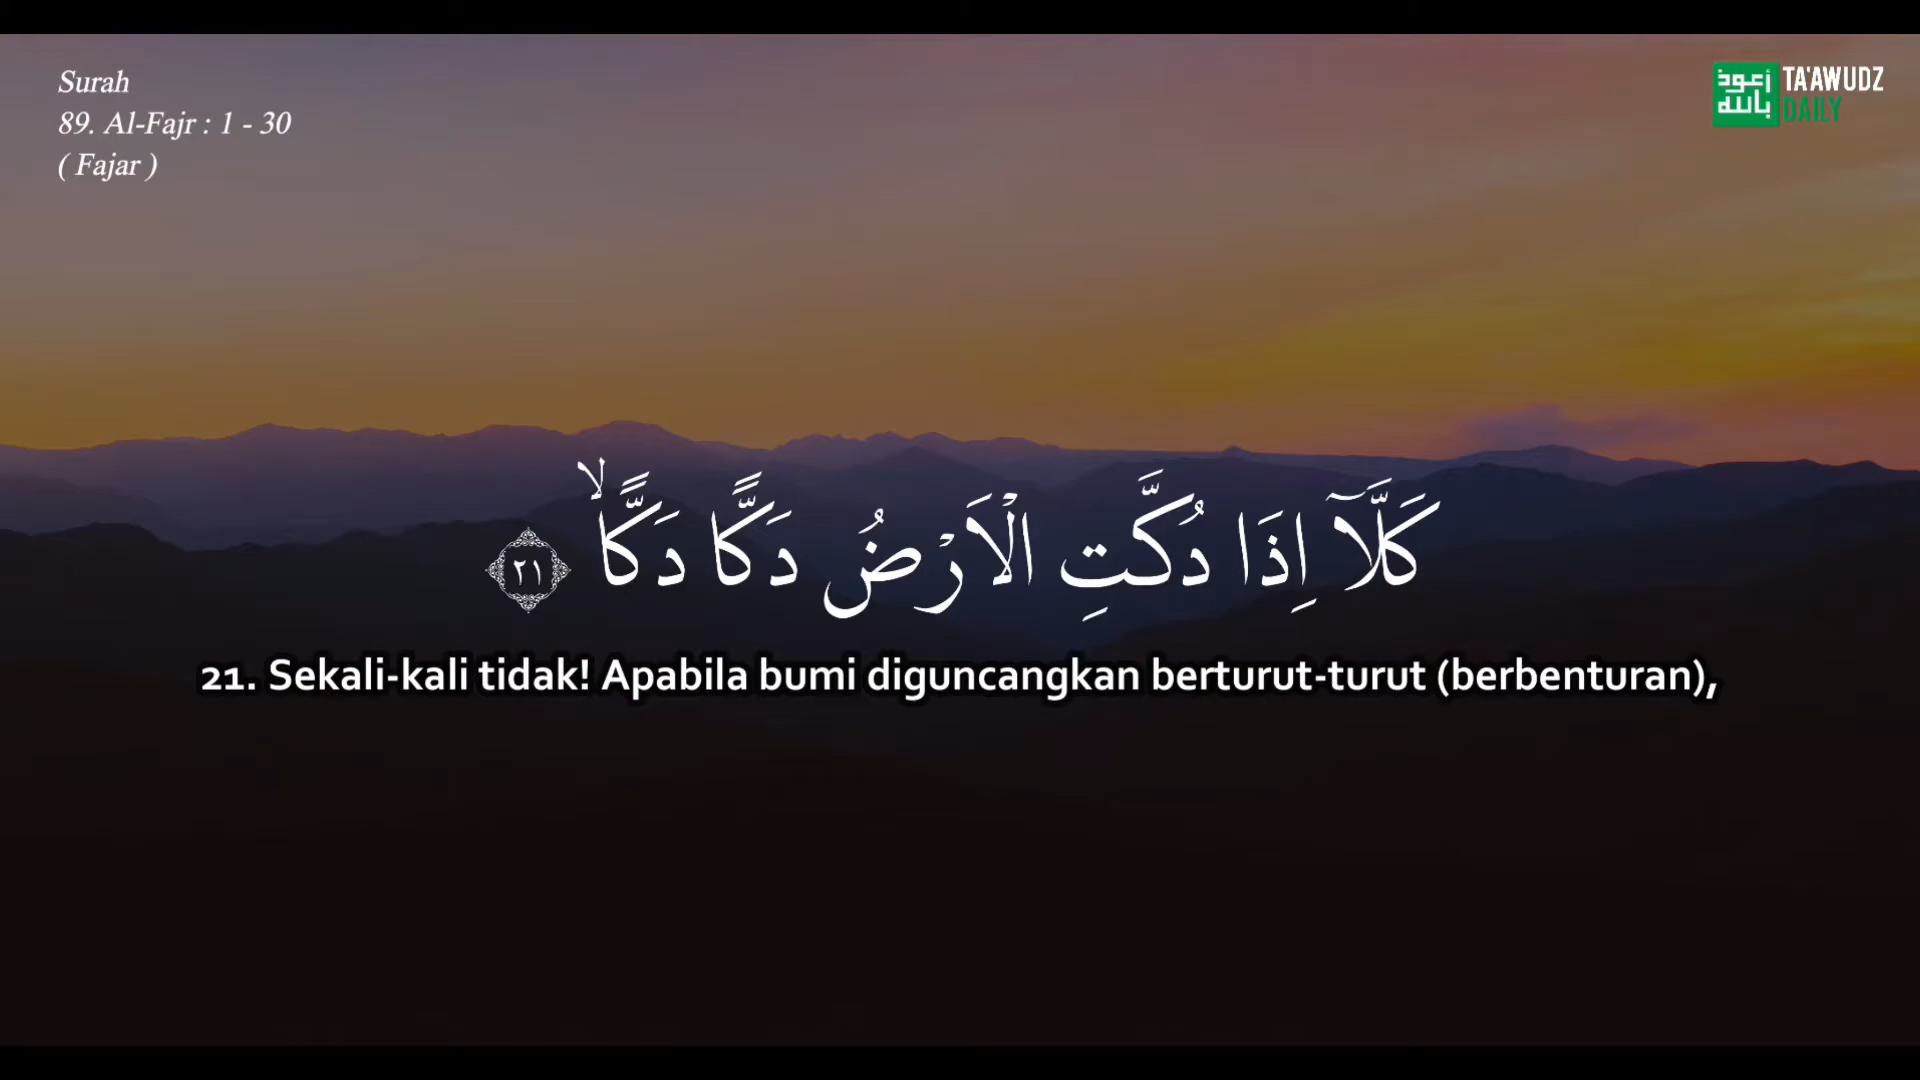 Surah
89. Al-Fajr : 1 - 30
( Fajar )
أعوذ
بالله
TA'AWUDZ
DAILY
كَلَّآ اِذَا دُكَّتِ الْاَرْضُ دَكًّا دَكًّاۙ ٢١
21. Sekali-kali tidak! Apabila bumi diguncangkan berturut-turut (berbenturan),